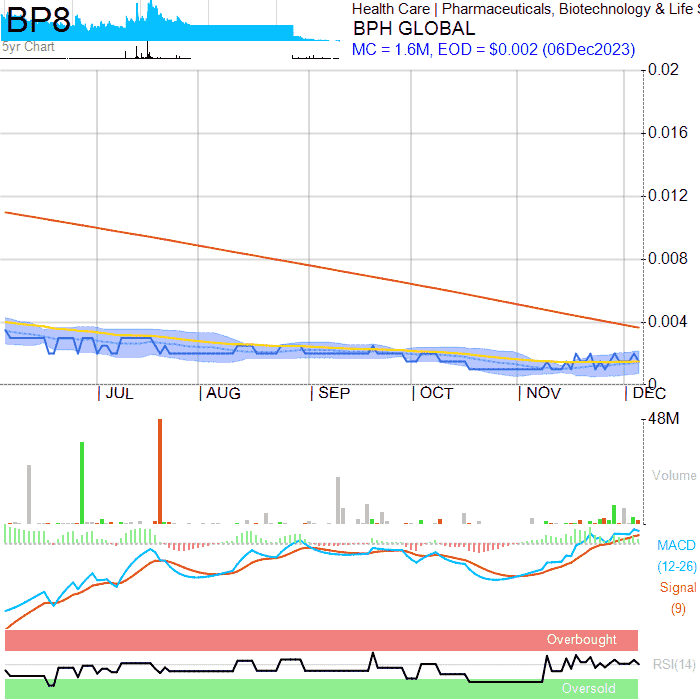 BP8
5yr Chart
Health Care | Pharmaceuticals, Biotechnology & Life S
BPH GLOBAL
MC = 1.6M, EOD = $0.002 (06Dec2023)
0.02
0.016
0.012
0.008
0.004
0
JUL AUG SEP OCT NOV DEC
48M
Volume
MACD
(12-26)
Signal
(9)
Overbought
RSI(14)
Oversold